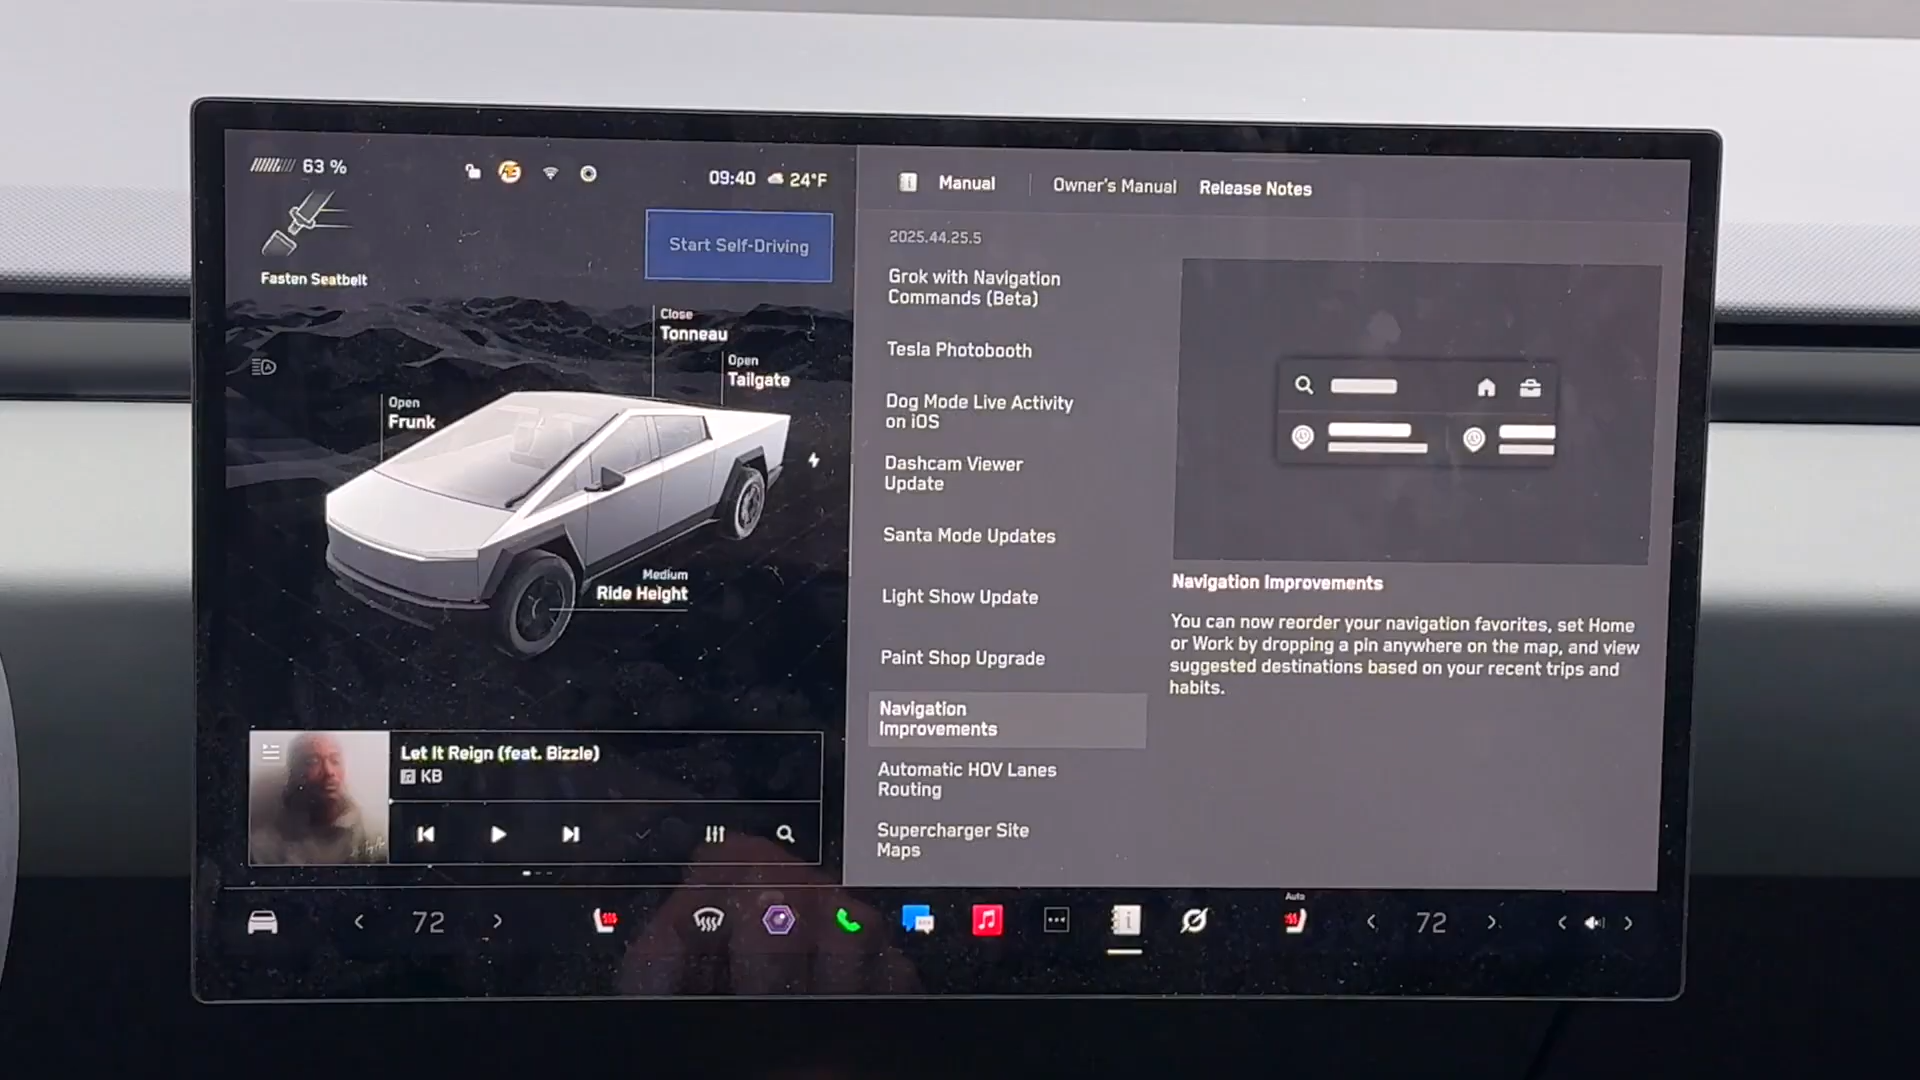 63 %
09:40
24°F
Fasten Seatbelt
Start Self-Driving
Close
Tonneau
Open
Tailgate
Open
Frunk
Medium
Ride Height
Let It Reign (feat. Bizzle)
KB
Manual
Owner's Manual
Release Notes
2025.44.25.5
Grok with Navigation
Commands (Beta)
Tesla Photobooth
Dog Mode Live Activity
on iOS
Dashcam Viewer
Update
Santa Mode Updates
Light Show Update
Paint Shop Upgrade
Navigation
Improvements
Automatic HOV Lanes
Routing
Supercharger Site
Maps
Navigation Improvements
You can now reorder your navigation favorites, set Home
or Work by dropping a pin anywhere on the map, and view
suggested destinations based on your recent trips and
habits.
72
Auto
72